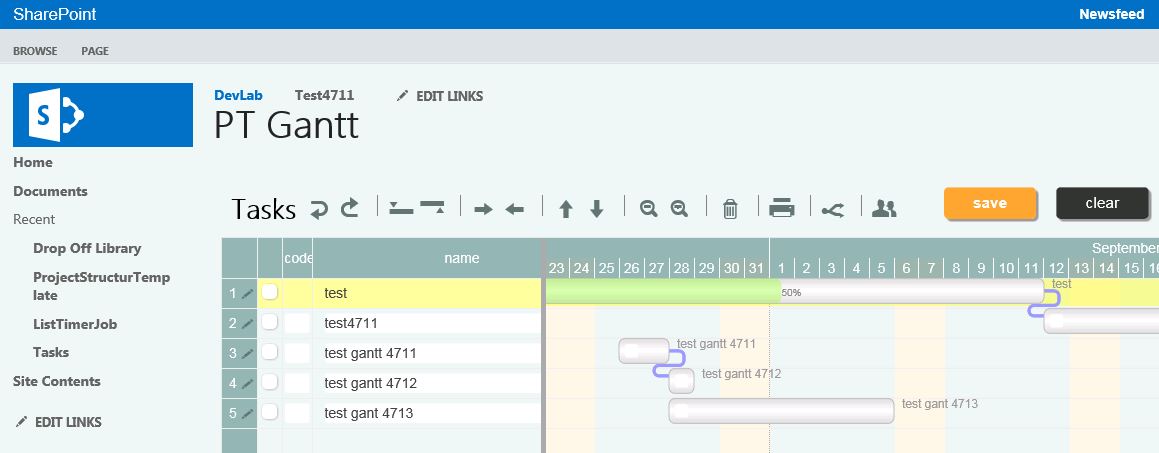 SharePoint Newsfeed
BROWSE PAGE
S
DevLab Test4711 EDIT LINKS
PT Gantt
Home
Documents
Recent
Drop Off Library
ProjectStructurTemp
late
ListTimerJob
Tasks
Site Contents
EDIT LINKS
Tasks save clear
code name September
23 24 25 26 27 28 29 30 31 1 2 3 4 5 6 7 8 9 10 11 12 13 14 15 16
1 test 50% test
2 test4711
3 test gantt 4711 test gantt 4711
4 test gantt 4712 test gantt 4712
5 test gant 4713 test gant 4713